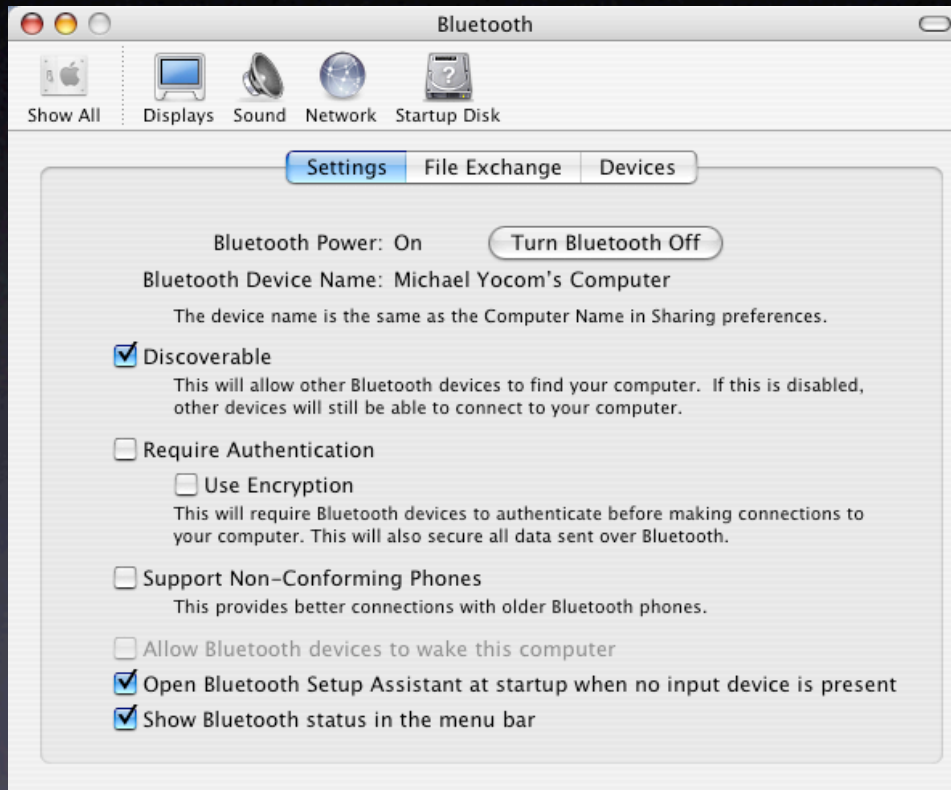 Bluetooth
Show All
Displays
Sound
Network
Startup Disk
Settings
File Exchange
Devices
Bluetooth Power: On
Turn Bluetooth Off
Bluetooth Device Name: Michael Yocom's Computer
The device name is the same as the Computer Name in Sharing preferences.
Discoverable
This will allow other Bluetooth devices to find your computer.  If this is disabled,
other devices will still be able to connect to your computer.
Require Authentication
Use Encryption
This will require Bluetooth devices to authenticate before making connections to
your computer. This will also secure all data sent over Bluetooth.
Support Non-Conforming Phones
This provides better connections with older Bluetooth phones.
Allow Bluetooth devices to wake this computer
Open Bluetooth Setup Assistant at startup when no input device is present
Show Bluetooth status in the menu bar